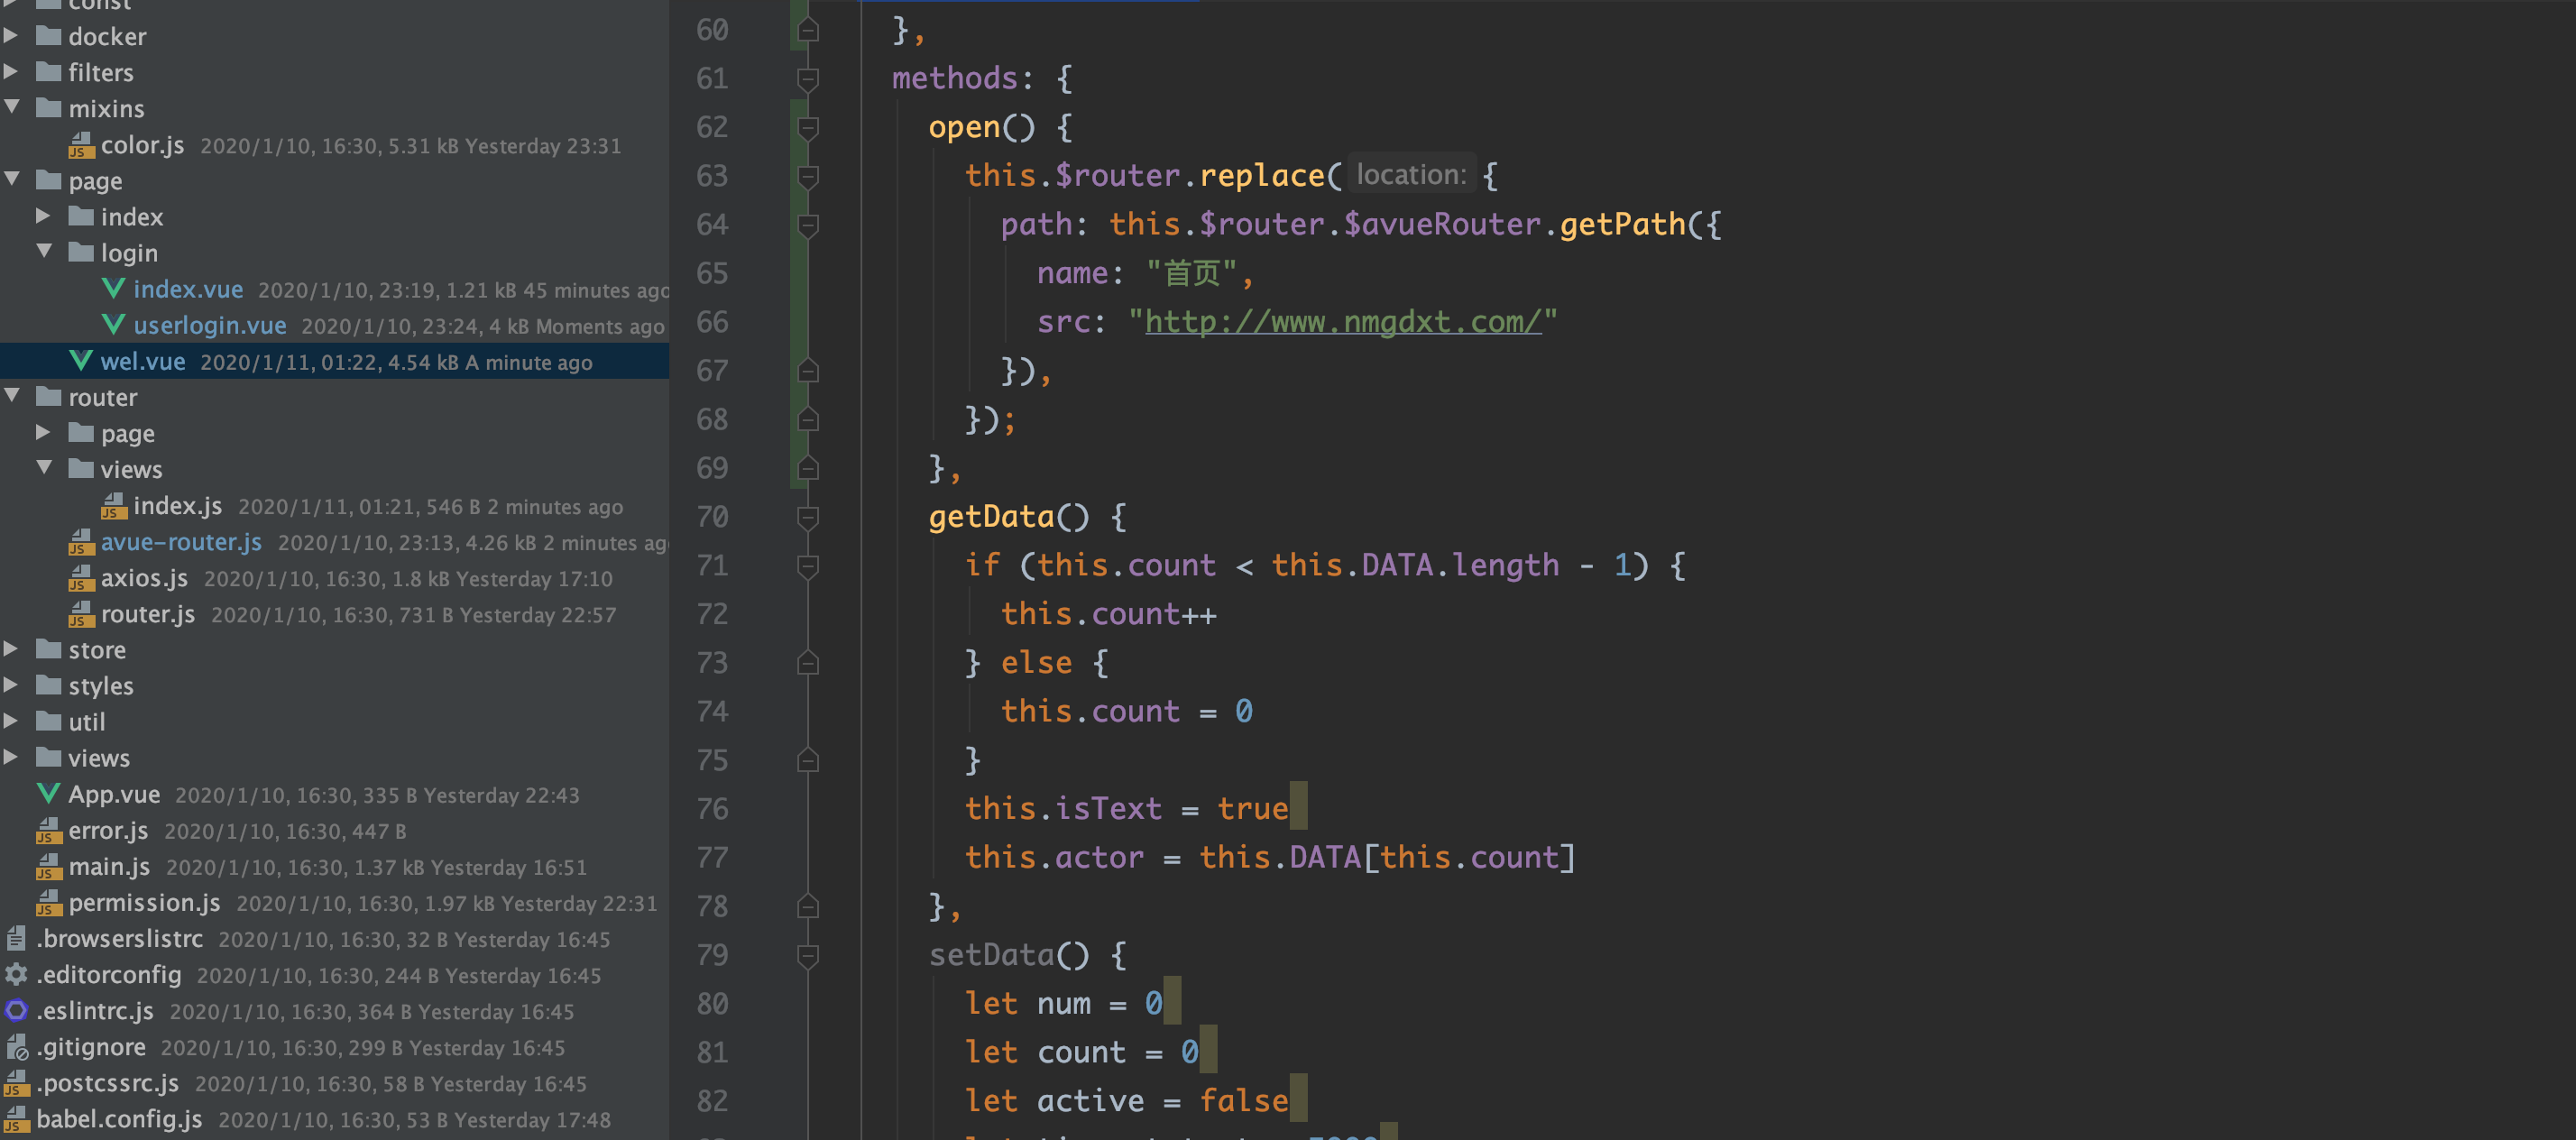 const
docker
filters
mixins
color.js 2020/1/10, 16:30, 5.31 kB Yesterday 23:31
page
index
login
index.vue 2020/1/10, 23:19, 1.21 kB 45 minutes ago
userlogin.vue 2020/1/10, 23:24, 4 kB Moments ago
wel.vue 2020/1/11, 01:22, 4.54 kB A minute ago
router
page
views
index.js 2020/1/11, 01:21, 546 B 2 minutes ago
avue-router.js 2020/1/10, 23:13, 4.26 kB 2 minutes ag
axios.js 2020/1/10, 16:30, 1.8 kB Yesterday 17:10
router.js 2020/1/10, 16:30, 731 B Yesterday 22:57
store
styles
util
views
App.vue 2020/1/10, 16:30, 335 B Yesterday 22:43
error.js 2020/1/10, 16:30, 447 B
main.js 2020/1/10, 16:30, 1.37 kB Yesterday 16:51
permission.js 2020/1/10, 16:30, 1.97 kB Yesterday 22:31
.browserslistrc 2020/1/10, 16:30, 32 B Yesterday 16:45
.editorconfig 2020/1/10, 16:30, 244 B Yesterday 16:45
.eslintrc.js 2020/1/10, 16:30, 364 B Yesterday 16:45
.gitignore 2020/1/10, 16:30, 299 B Yesterday 16:45
.postcssrc.js 2020/1/10, 16:30, 58 B Yesterday 16:45
babel.config.js 2020/1/10, 16:30, 53 B Yesterday 17:48
60 },
61 methods: {
62 open() {
63 this.$router.replace( location: {
64 path: this.$router.$avueRouter.getPath({
65 name: "首页",
66 src: "http://www.nmgdxt.com/"
67 }),
68 });
69 },
70 getData() {
71 if (this.count < this.DATA.length - 1) {
72 this.count++
73 } else {
74 this.count = 0
75 }
76 this.isText = true
77 this.actor = this.DATA[this.count]
78 },
79 setData() {
80 let num = 0
81 let count = 0
82 let active = false